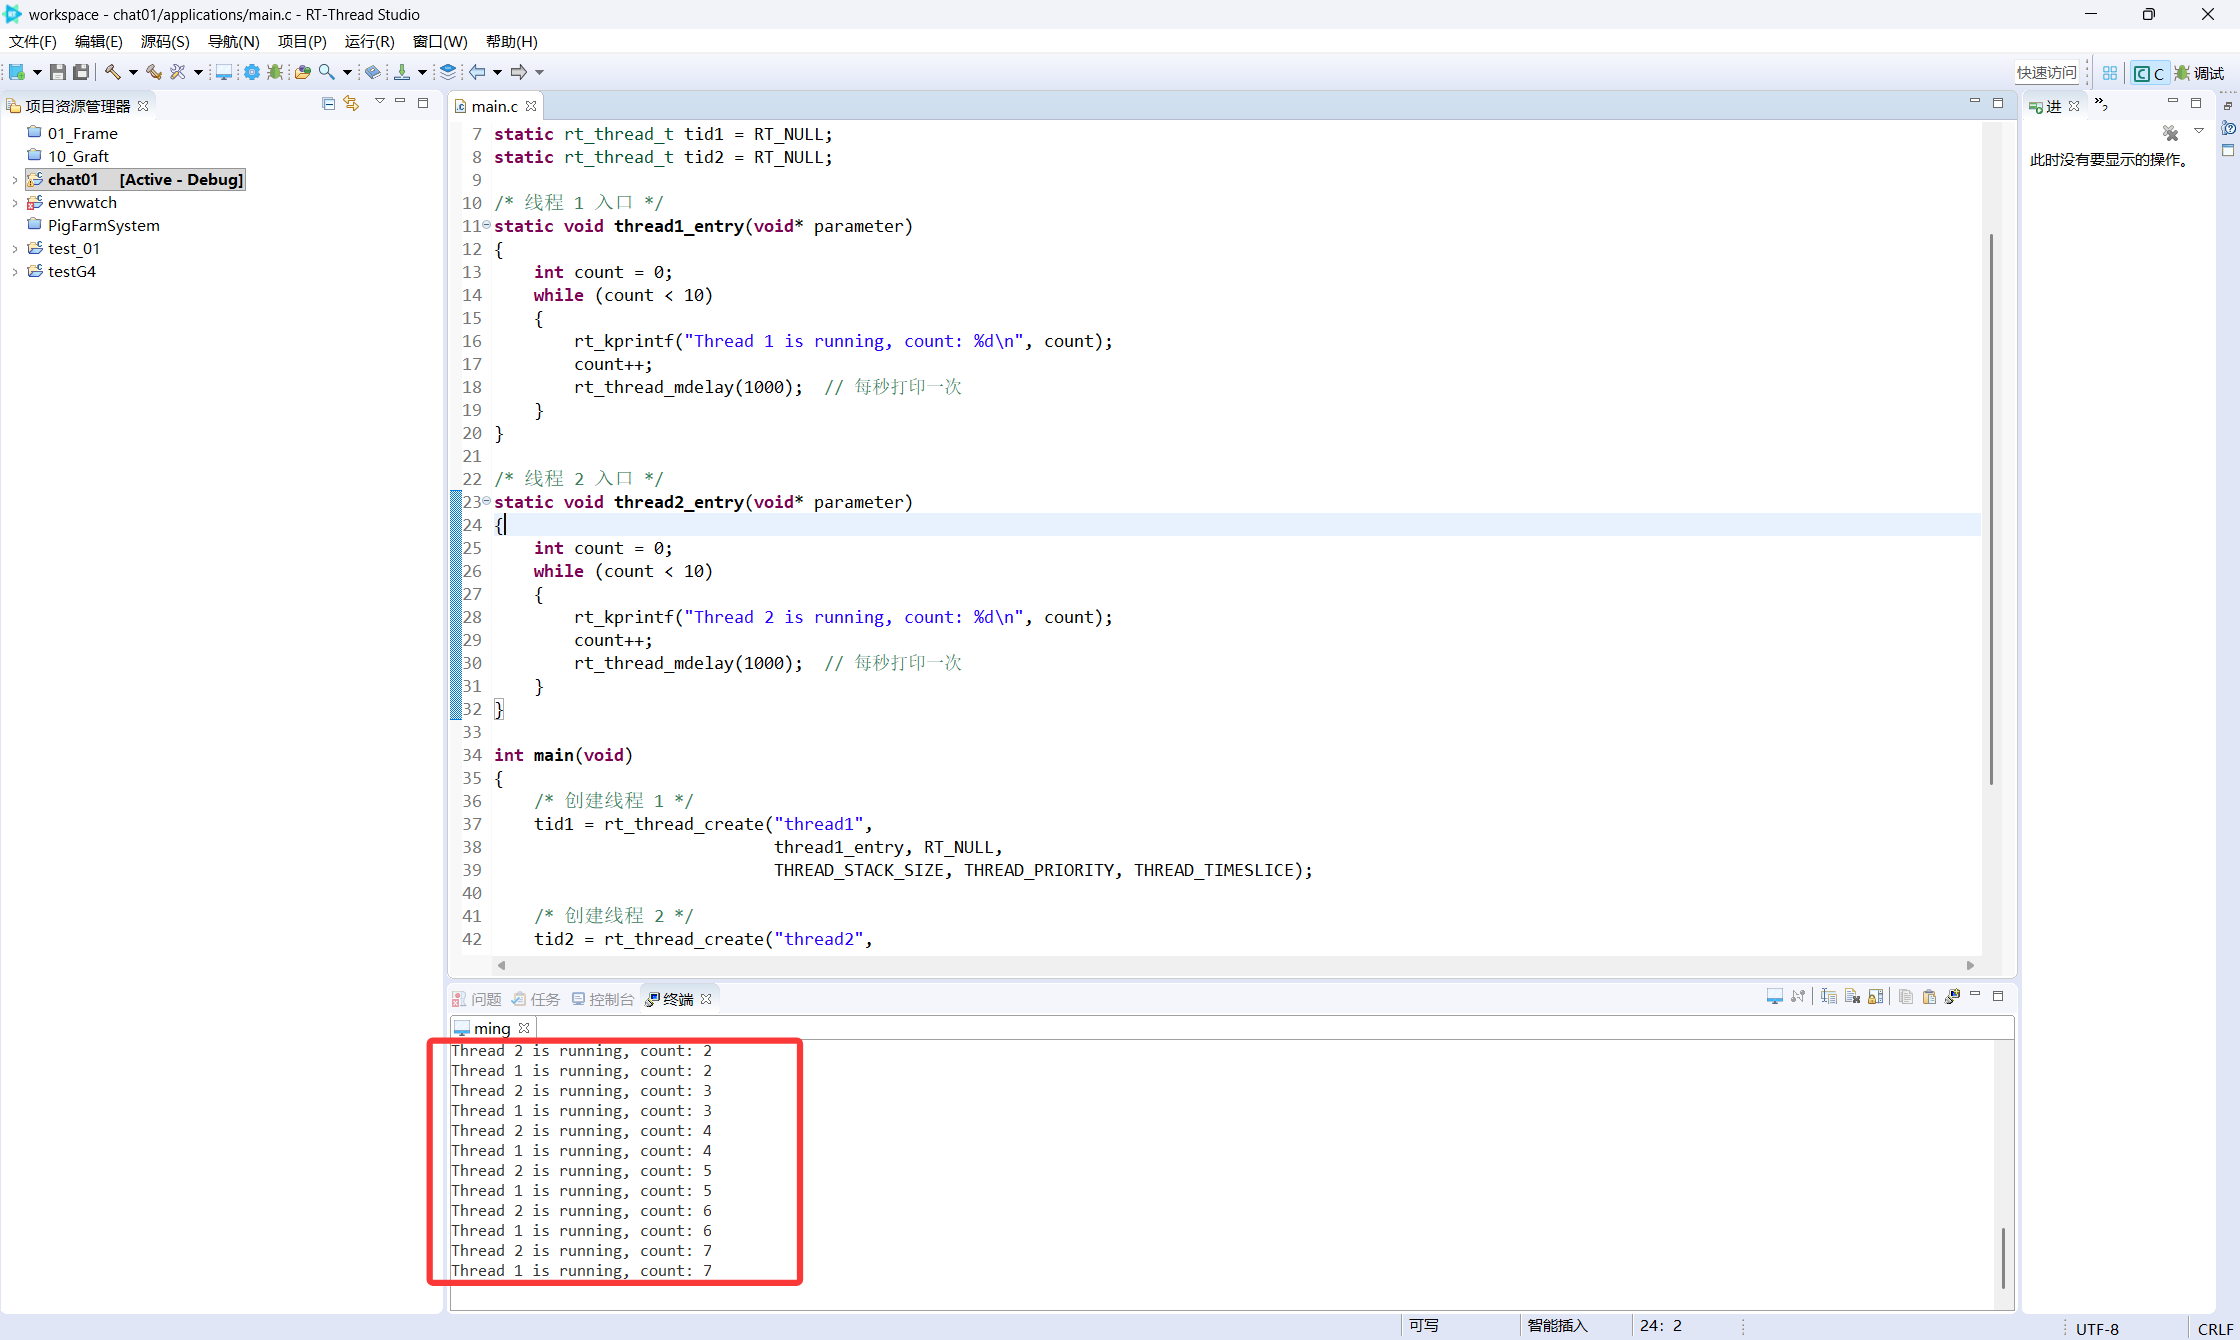 workspace - chat01/applications/main.c - RT-Thread Studio
文件(F) 编辑(E) 源码(S) 导航(N) 项目(P) 运行(R) 窗口(W) 帮助(H)
快速访问 C 调试
项目资源管理器
01_Frame
10_Graft
chat01 [Active - Debug]
envwatch
PigFarmSystem
test_01
testG4
main.c
7 static rt_thread_t tid1 = RT_NULL;
8 static rt_thread_t tid2 = RT_NULL;
9
10 /* 线程 1 入口 */
11 static void thread1_entry(void* parameter)
12 {
13 int count = 0;
14 while (count < 10)
15 {
16 rt_kprintf("Thread 1 is running, count: %d\n", count);
17 count++;
18 rt_thread_mdelay(1000); // 每秒打印一次
19 }
20 }
21
22 /* 线程 2 入口 */
23 static void thread2_entry(void* parameter)
24 {
25 int count = 0;
26 while (count < 10)
27 {
28 rt_kprintf("Thread 2 is running, count: %d\n", count);
29 count++;
30 rt_thread_mdelay(1000); // 每秒打印一次
31 }
32 }
33
34 int main(void)
35 {
36 /* 创建线程 1 */
37 tid1 = rt_thread_create("thread1",
38 thread1_entry, RT_NULL,
39 THREAD_STACK_SIZE, THREAD_PRIORITY, THREAD_TIMESLICE);
40
41 /* 创建线程 2 */
42 tid2 = rt_thread_create("thread2",
进 »2
此时没有要显示的操作。
问题 任务 控制台 终端
ming
Thread 2 is running, count: 2
Thread 1 is running, count: 2
Thread 2 is running, count: 3
Thread 1 is running, count: 3
Thread 2 is running, count: 4
Thread 1 is running, count: 4
Thread 2 is running, count: 5
Thread 1 is running, count: 5
Thread 2 is running, count: 6
Thread 1 is running, count: 6
Thread 2 is running, count: 7
Thread 1 is running, count: 7
可写 智能插入 24: 2 UTF-8 CRLF